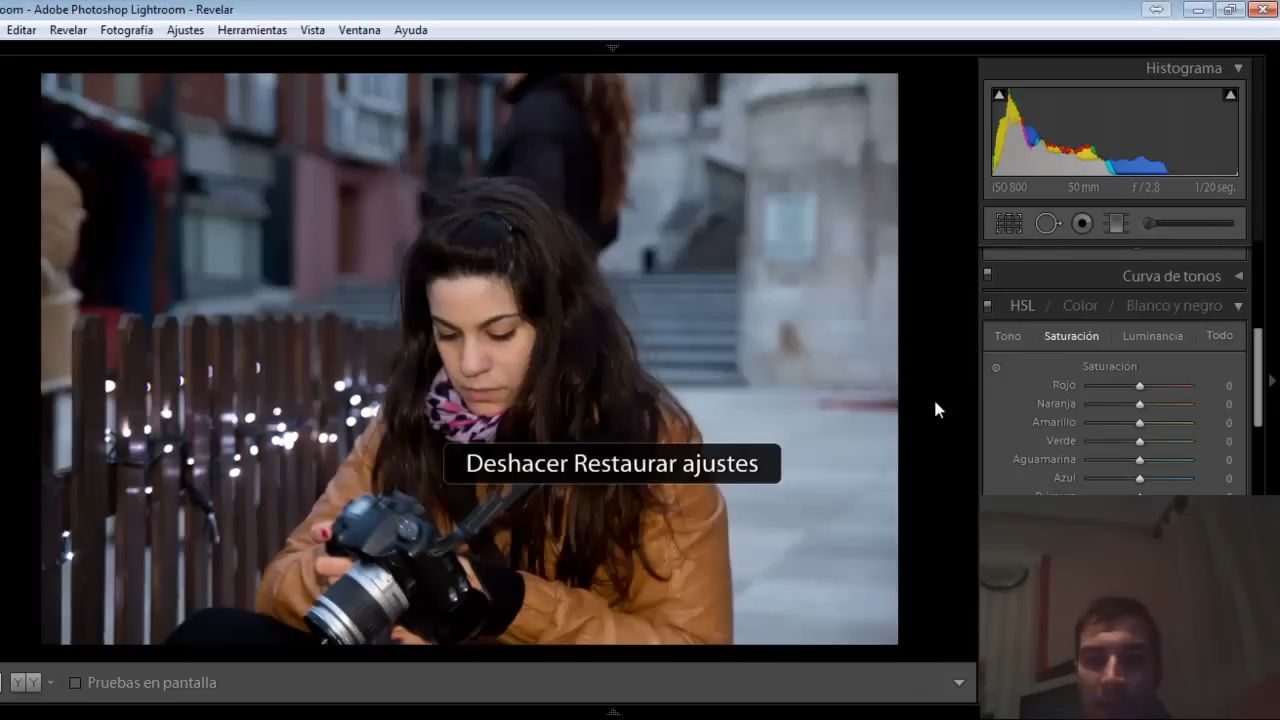 oom - Adobe Photoshop Lightroom - Revelar
Editar Revelar Fotografía Ajustes Herramientas Vista Ventana Ayuda
Histograma
ISO 800 50 mm ƒ / 2,8 1/20 seg.
Curva de tonos
HSL / Color / Blanco y negro
Tono Saturación Luminancia Todo
Saturación
Rojo 0
Naranja 0
Amarillo 0
Verde 0
Aguamarina 0
Azul 0
Deshacer Restaurar ajustes
Y Y Pruebas en pantalla